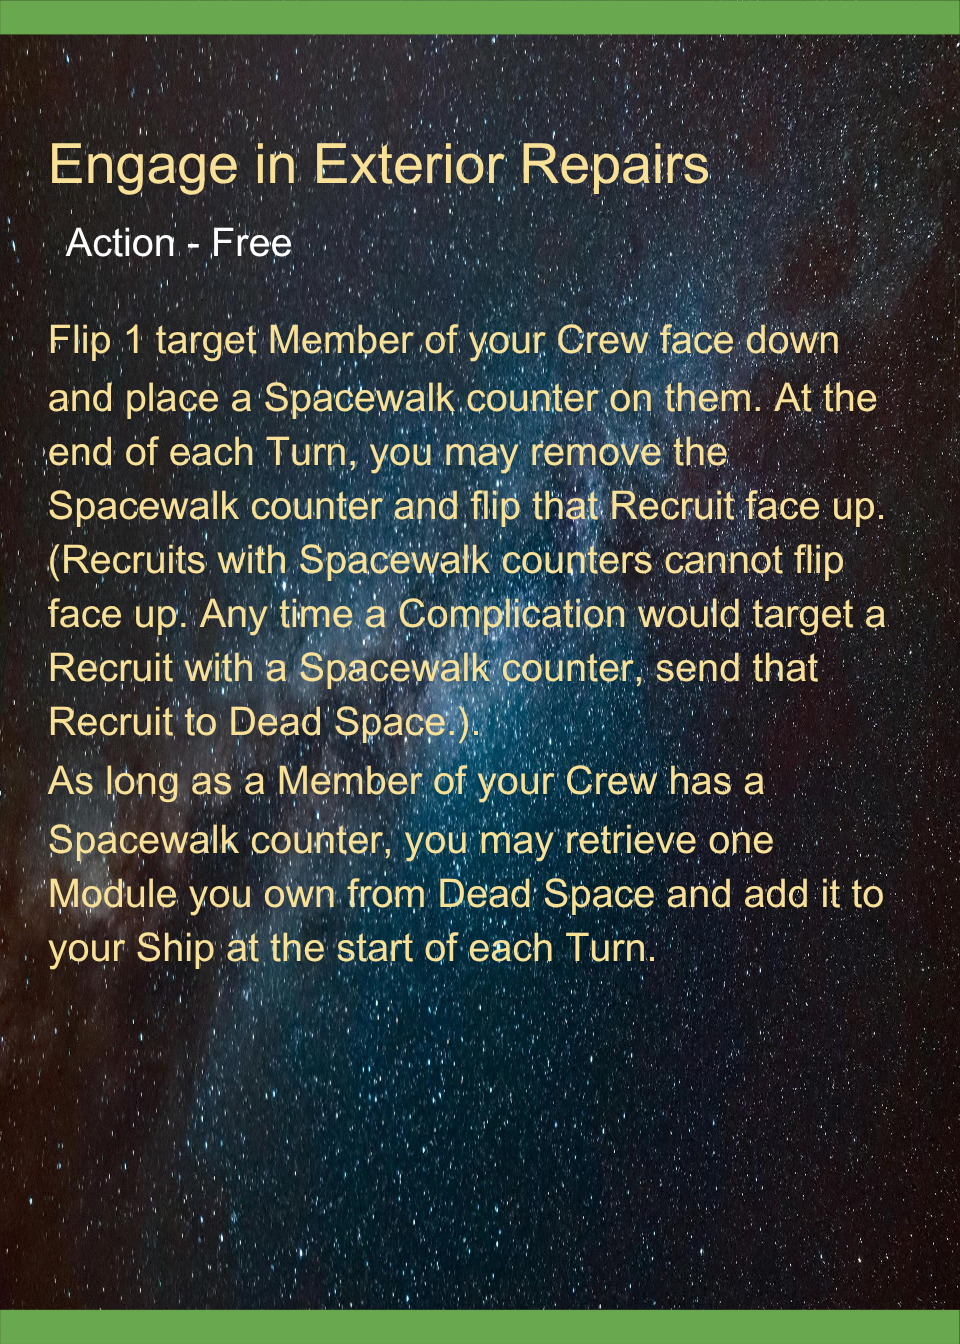 Engage in Exterior Repairs
Action - Free
Flip 1 target Member of your Crew face down
and place a Spacewalk counter on them. At the
end of each Turn, you may remove the
Spacewalk counter and flip that Recruit face up.
(Recruits with Spacewalk counters cannot flip
face up. Any time a Complication would target a
Recruit with a Spacewalk counter, send that
Recruit to Dead Space.).
As long as a Member of your Crew has a
Spacewalk counter, you may retrieve one
Module you own from Dead Space and add it to
your Ship at the start of each Turn.